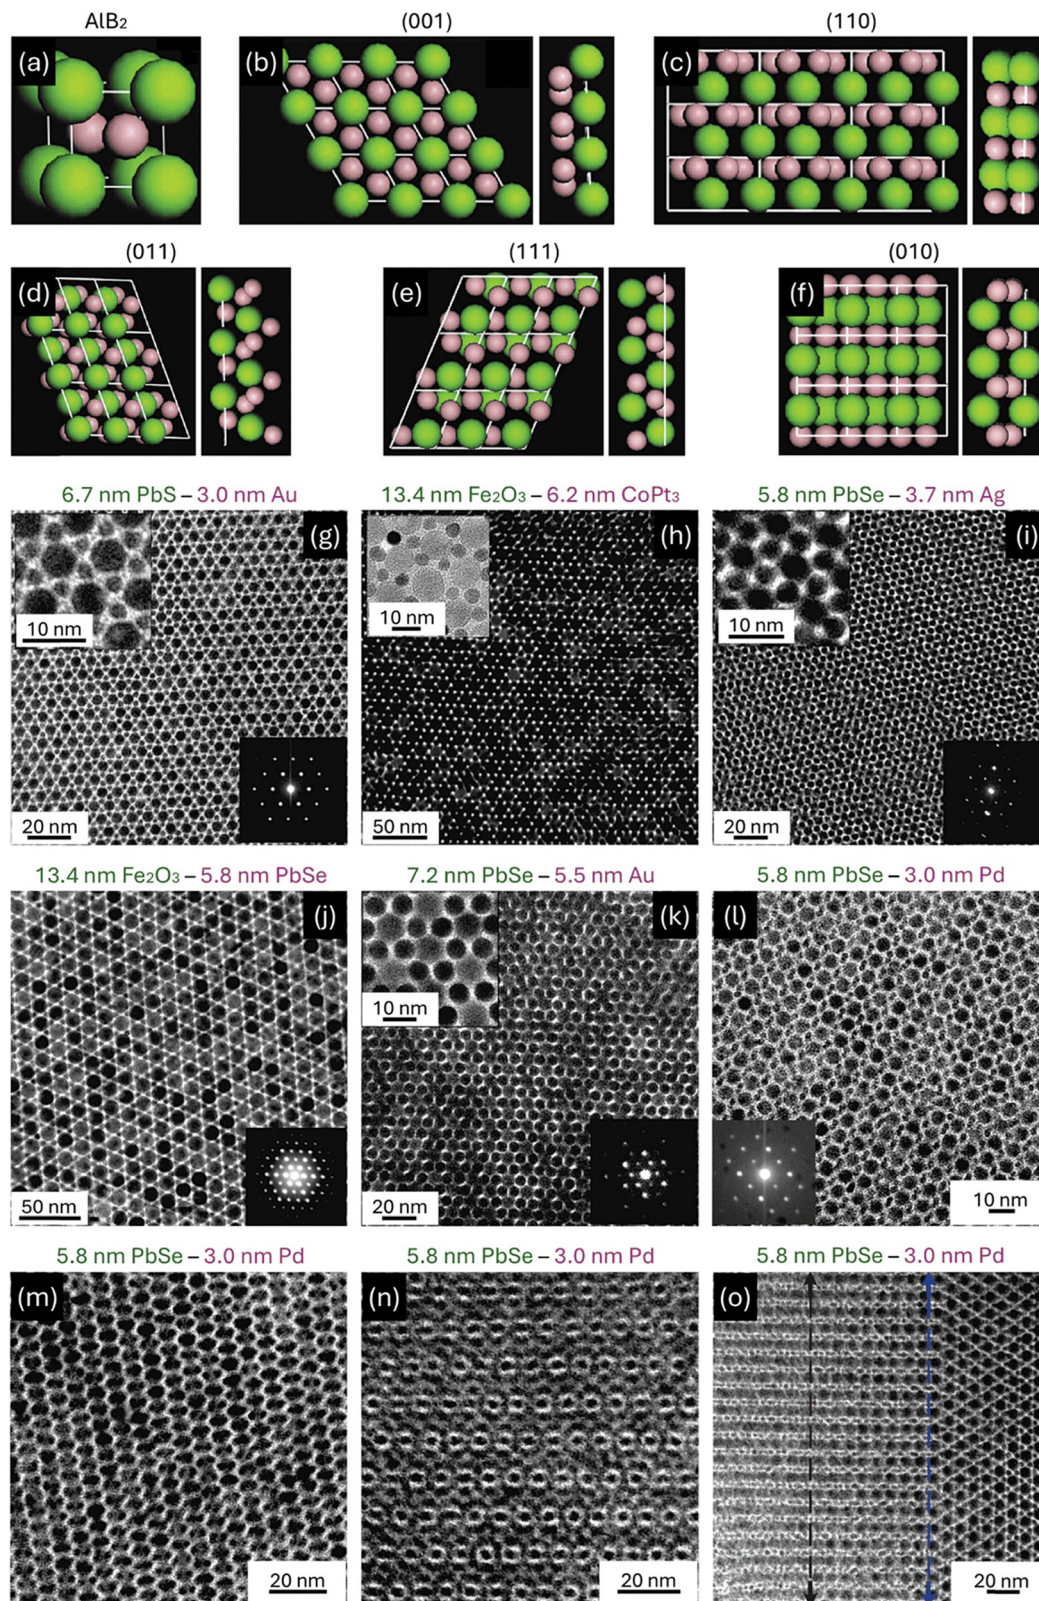 AlB₂ (001) (110)
(a) (b) (c)
(011) (111) (010)
(d) (e) (f)
6.7 nm PbS – 3.0 nm Au 13.4 nm Fe₂O₃ – 6.2 nm CoPt₃ 5.8 nm PbSe – 3.7 nm Ag
(g) (h) (i)
10 nm 10 nm 10 nm
20 nm 50 nm 20 nm
13.4 nm Fe₂O₃ – 5.8 nm PbSe 7.2 nm PbSe – 5.5 nm Au 5.8 nm PbSe – 3.0 nm Pd
(j) (k) (l)
10 nm
50 nm 20 nm 10 nm
5.8 nm PbSe – 3.0 nm Pd 5.8 nm PbSe – 3.0 nm Pd 5.8 nm PbSe – 3.0 nm Pd
(m) (n) (o)
20 nm 20 nm 20 nm